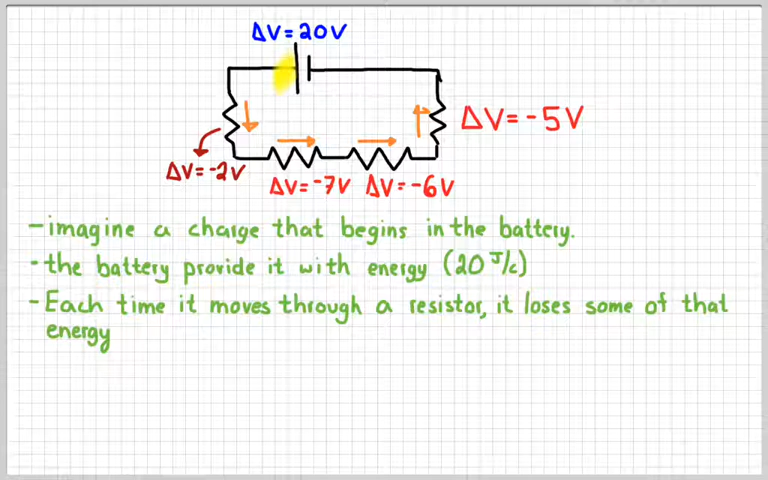 ΔV=20V
ΔV=-5V
ΔV=-2V
ΔV=-7V ΔV=-6V
-imagine a charge that begins in the battery.
-the battery provide it with energy (20 J/c)
-Each time it moves through a resistor, it loses some of that
energy